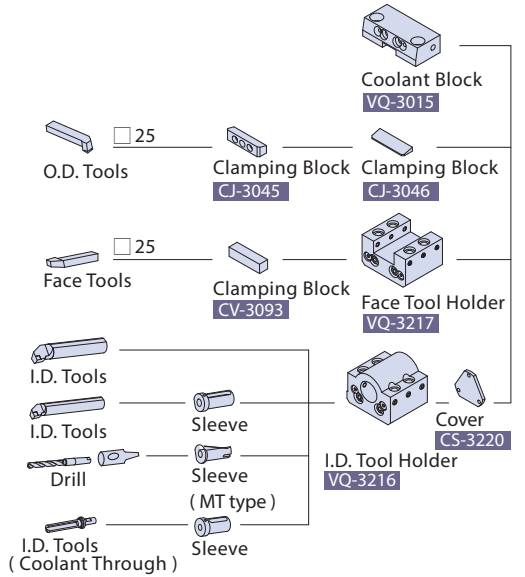 Coolant Block
VQ-3015
□ 25
O.D. Tools
Clamping Block
CJ-3045
Clamping Block
CJ-3046
□ 25
Face Tools
Clamping Block
CV-3093
Face Tool Holder
VQ-3217
I.D. Tools
I.D. Tools
Sleeve
Cover
CS-3220
I.D. Tool Holder
VQ-3216
Drill
Sleeve
( MT type )
I.D. Tools
( Coolant Through )
Sleeve